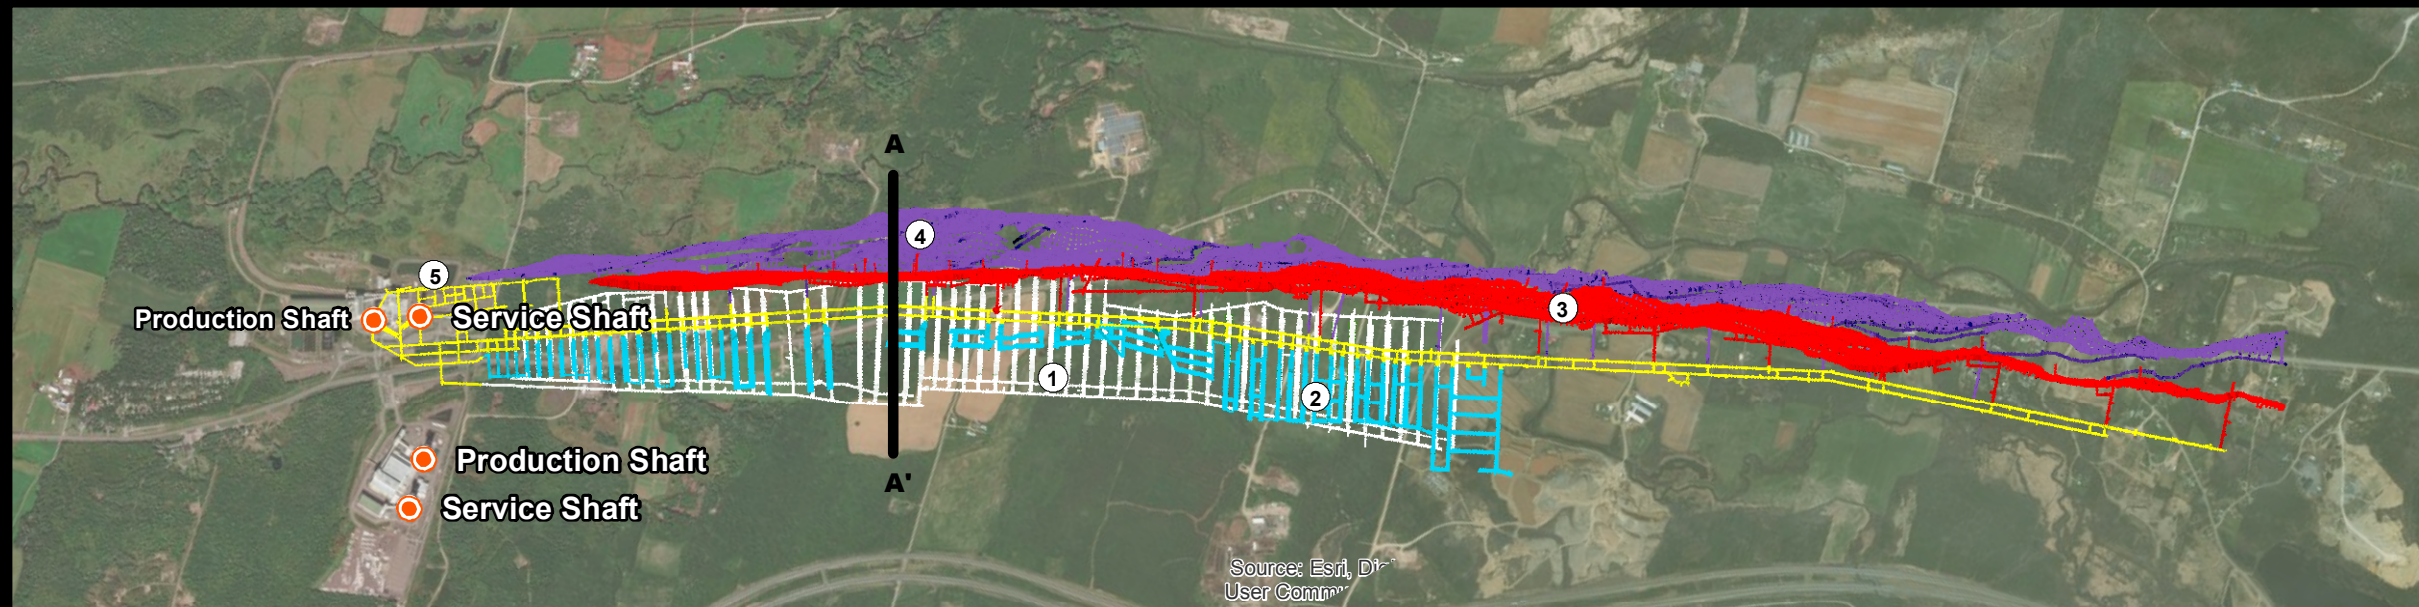 A
4
5
Production Shaft
Service Shaft
3
1
2
Production Shaft
A'
Service Shaft
Source: Esri,
User